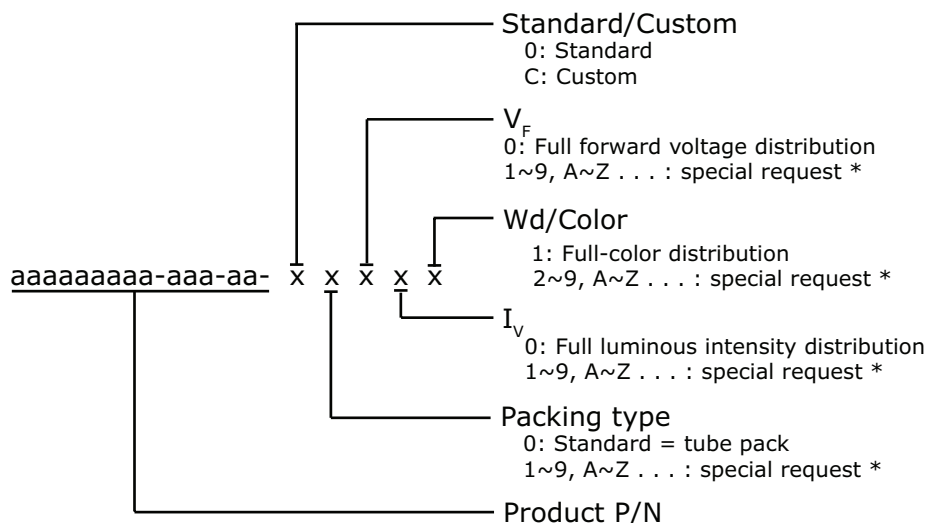 Standard/Custom
0: Standard
C: Custom
VF
0: Full forward voltage distribution
1~9, A~Z . . . : special request *
Wd/Color
1: Full-color distribution
2~9, A~Z . . . : special request *
aaaaaaaaa-aaa-aa- x x x x x
IV
0: Full luminous intensity distribution
1~9, A~Z . . . : special request *
Packing type
0: Standard = tube pack
1~9, A~Z . . . : special request *
Product P/N